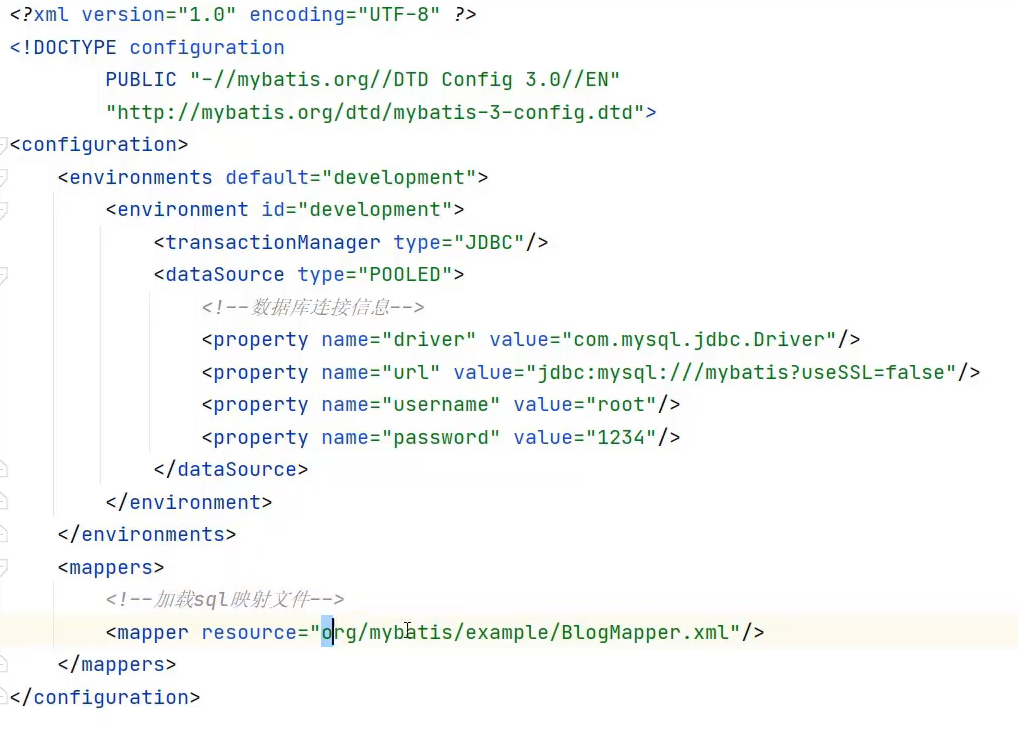 <?xml version="1.0" encoding="UTF-8" ?>
<!DOCTYPE configuration
        PUBLIC "-//mybatis.org//DTD Config 3.0//EN"
        "http://mybatis.org/dtd/mybatis-3-config.dtd">
<configuration>
    <environments default="development">
        <environment id="development">
            <transactionManager type="JDBC"/>
            <dataSource type="POOLED">
                <!--数据库连接信息-->
                <property name="driver" value="com.mysql.jdbc.Driver"/>
                <property name="url" value="jdbc:mysql:///mybatis?useSSL=false"/>
                <property name="username" value="root"/>
                <property name="password" value="1234"/>
            </dataSource>
        </environment>
    </environments>
    <mappers>
        <!--加载sql映射文件-->
        <mapper resource="org/mybatis/example/BlogMapper.xml"/>
    </mappers>
</configuration>